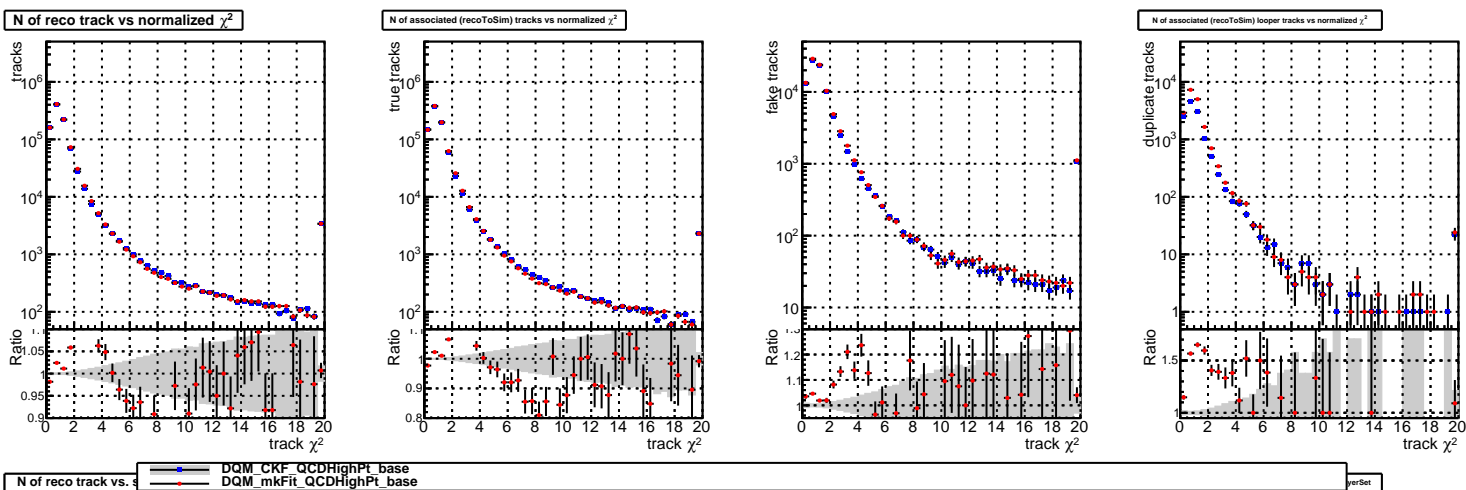 N of reco track vs normalized χ²
N of associated (recoToSim) tracks vs normalized χ²
N of associated (recoToSim) looper tracks vs normalized χ²
tracks
10⁶
10⁵
10⁴
10³
10²
true tracks
10⁶
10⁵
10⁴
10³
10²
fake tracks
10⁴
10³
10²
10
duplicate tracks
10⁴
10³
10²
10
1
Ratio
1.1
1.05
1
0.95
0.9
0 2 4 6 8 10 12 14 16 18 20
track χ²
Ratio
1.1
1
0.9
0.8
0 2 4 6 8 10 12 14 16 18 20
track χ²
Ratio
1.3
1.2
1.1
1
0 2 4 6 8 10 12 14 16 18 20
track χ²
Ratio
1.5
1
0 2 4 6 8 10 12 14 16 18 20
track χ²
DQM_CKF_QCDHighPt_base
DQM_mkFit_QCDHighPt_base
N of reco track vs. s
yerSet